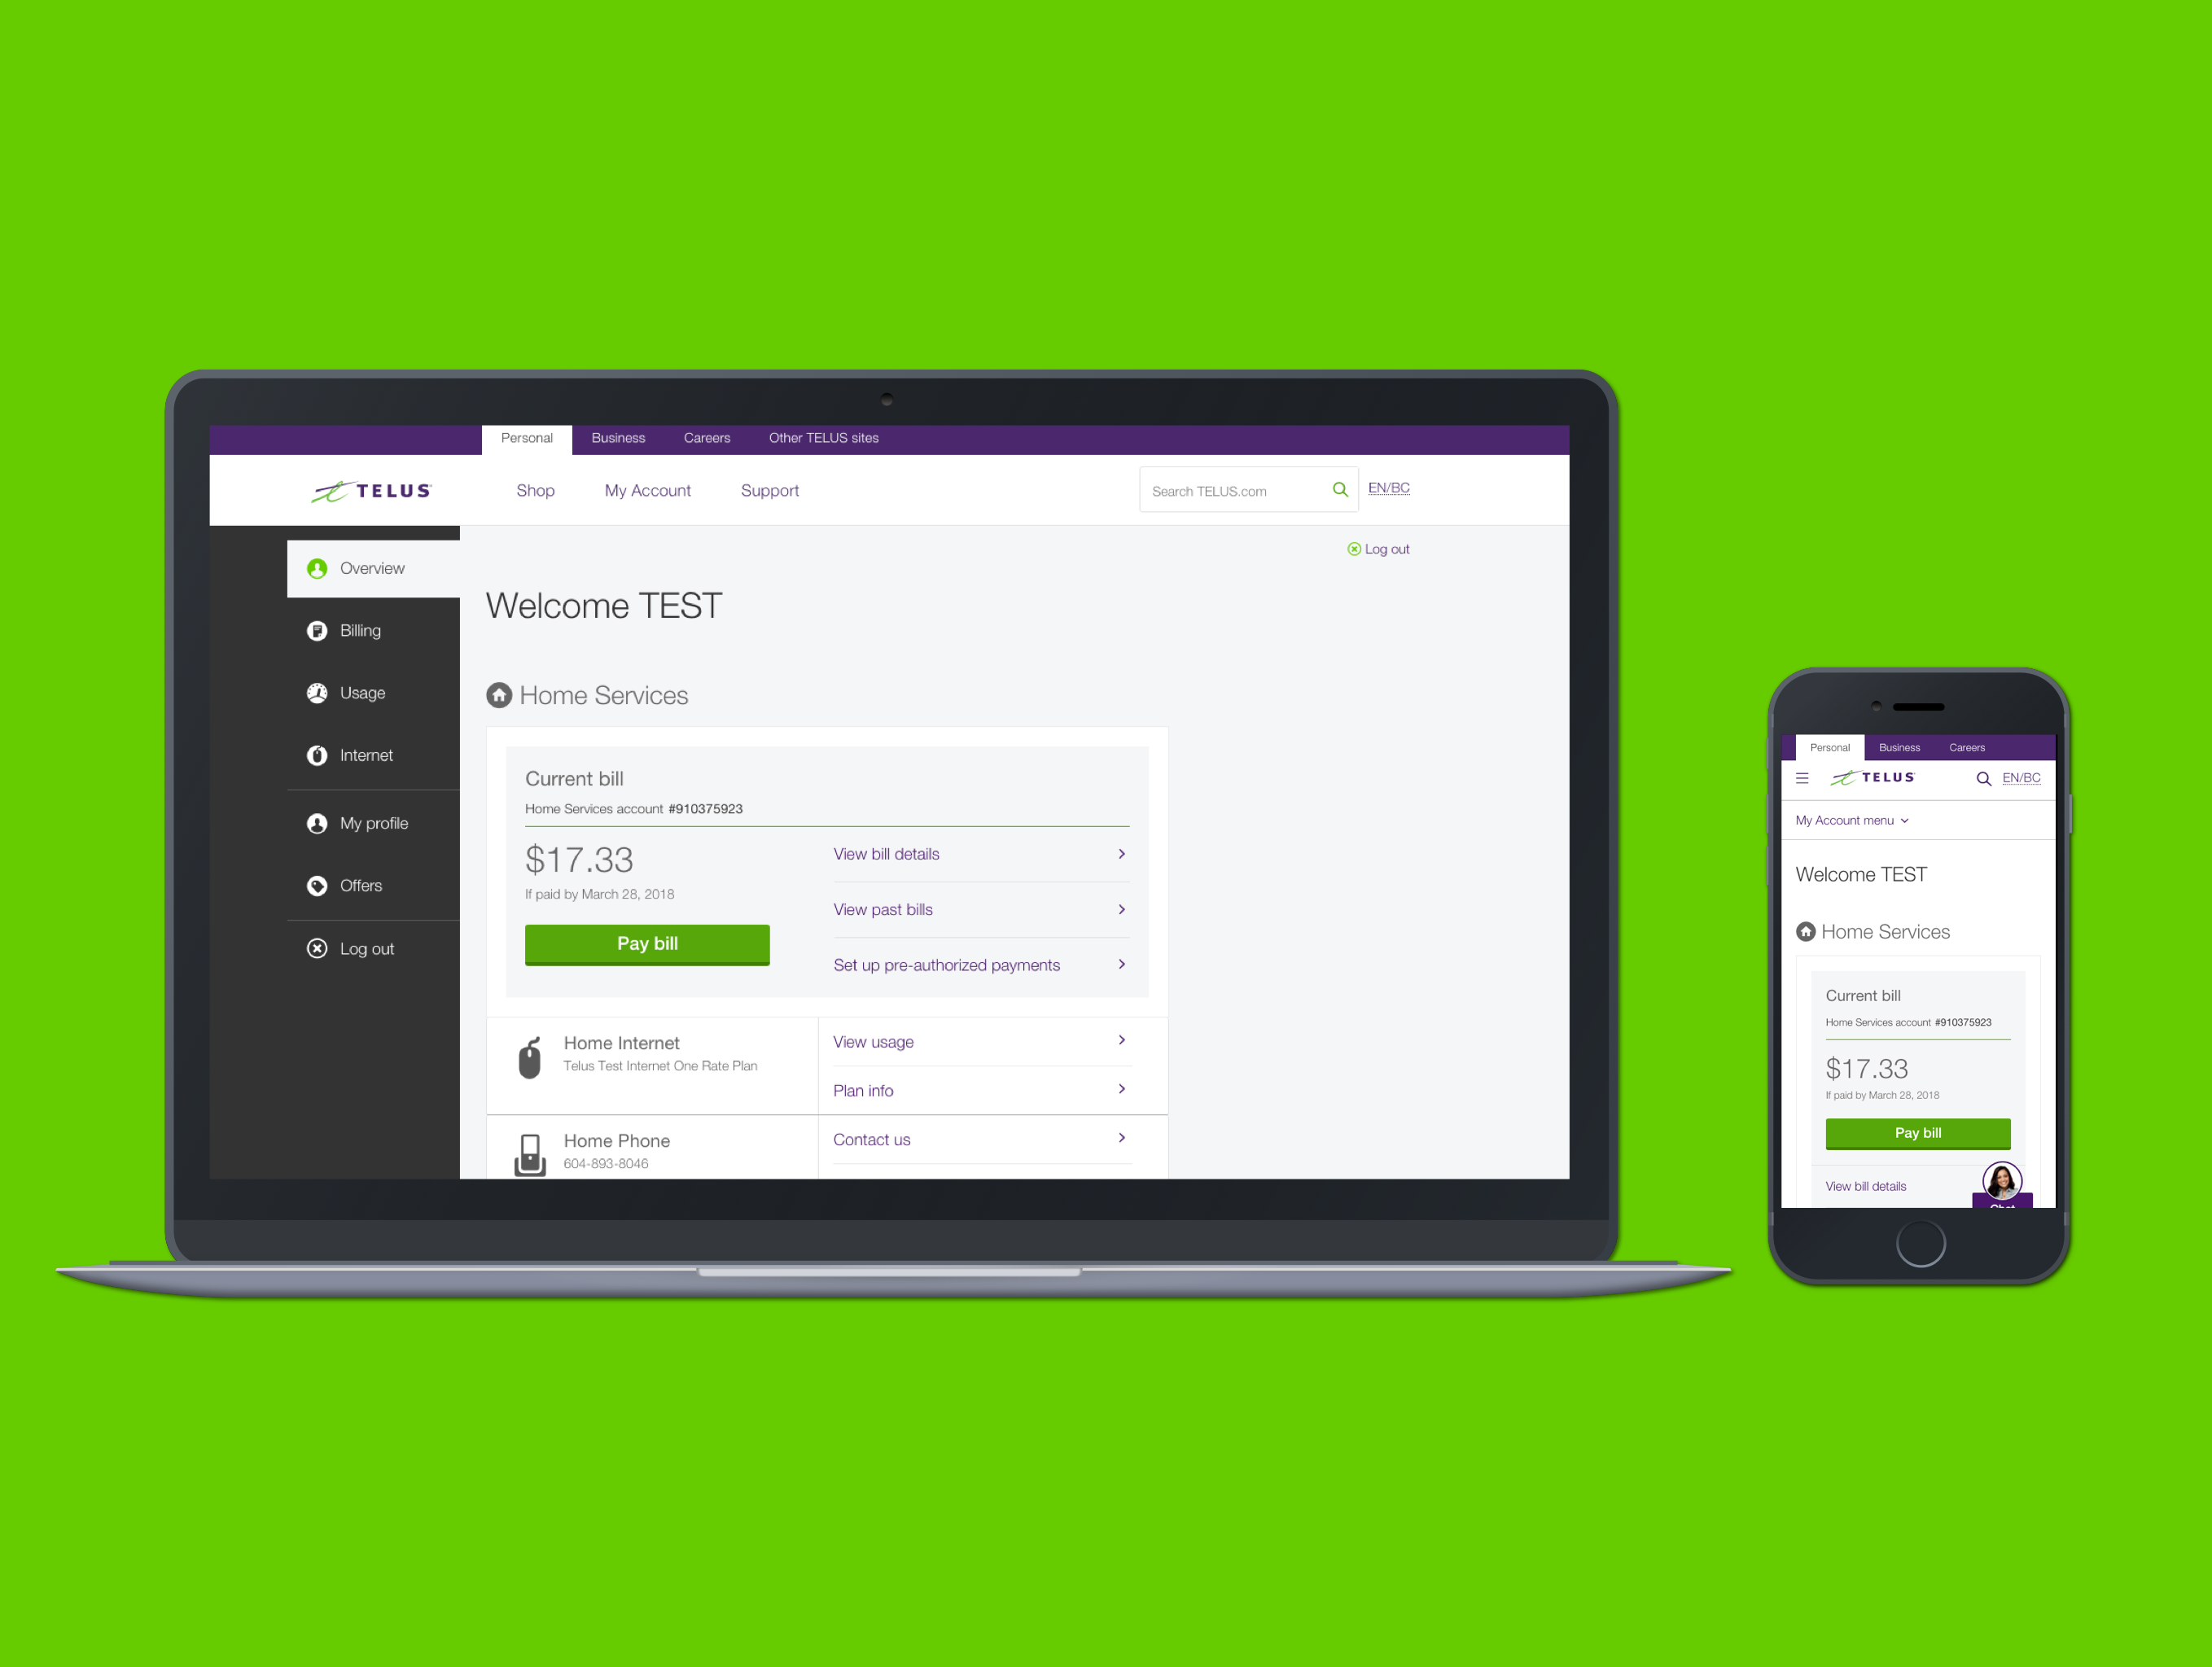 Personal Business Careers Other TELUS sites
TELUS Shop My Account Support Search TELUS.com EN/BC
Log out
Overview
Billing
Usage
Internet
My profile
Offers
Log out
Welcome TEST
Home Services
Current bill
Home Services account #910375923
$17.33
If paid by March 28, 2018
Pay bill
View bill details
View past bills
Set up pre-authorized payments
Home Internet
Telus Test Internet One Rate Plan
View usage
Plan info
Home Phone
604-893-8046
Contact us
Personal Business Careers
TELUS EN/BC
My Account menu
Welcome TEST
Home Services
Current bill
Home Services account #910375923
$17.33
If paid by March 28, 2018
Pay bill
View bill details
Chat